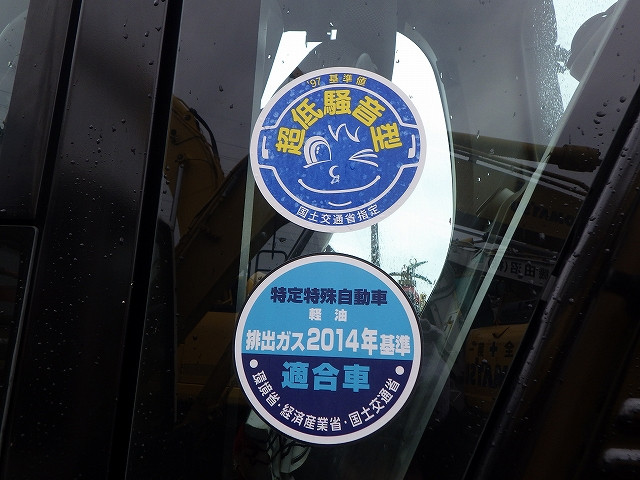 '97 基準値
超低騒音型
国土交通省指定
特定特殊自動車
軽油
排出ガス2014年基準
適合車
環境省・経済産業省・国土交通省